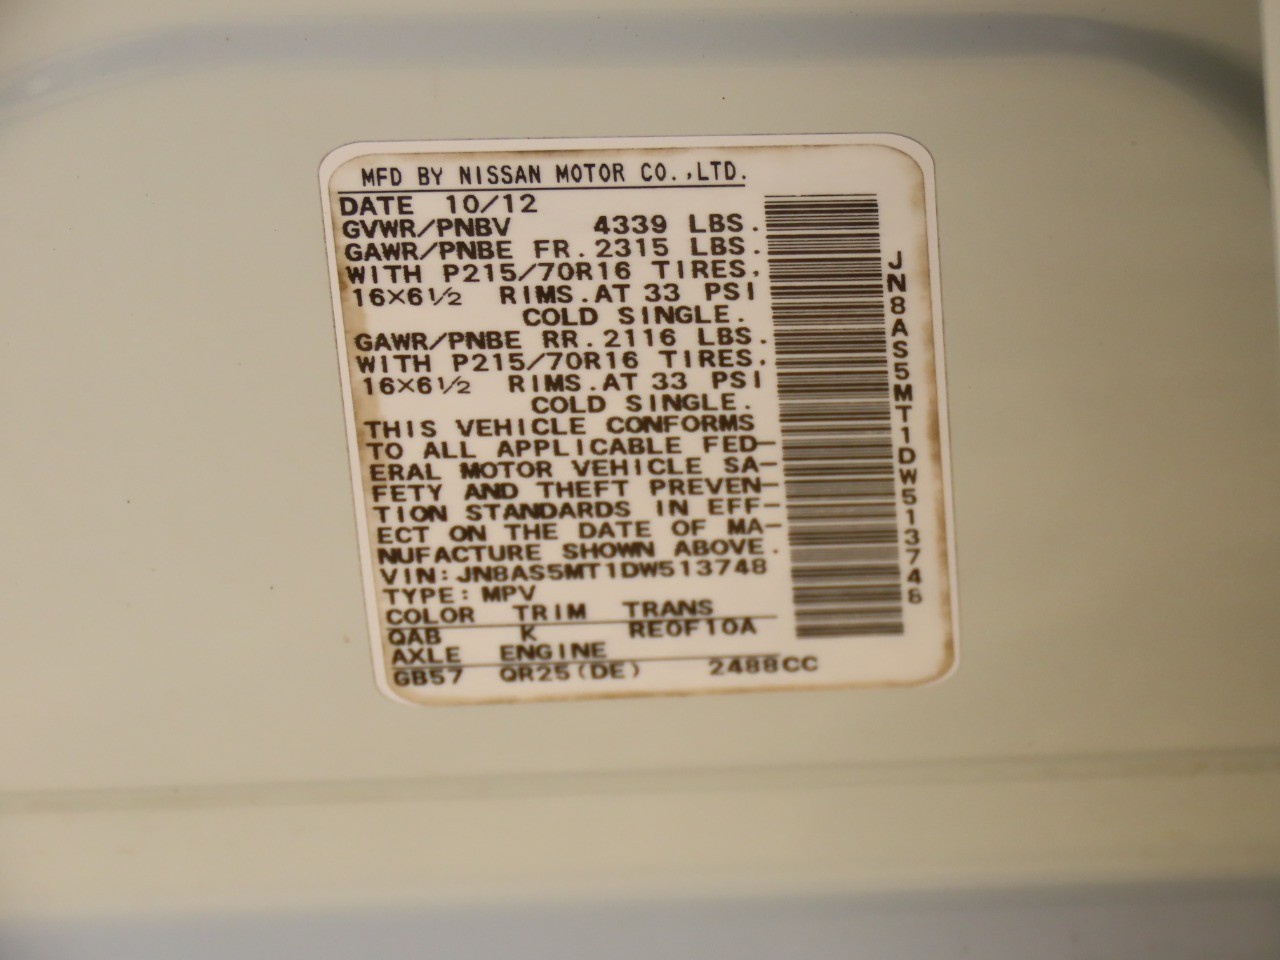 MFD BY NISSAN MOTOR CO.,LTD.
DATE 10/12
GVWR/PNBV 4339 LBS.
GAWR/PNBE FR.2315 LBS.
WITH P215/70R16 TIRES,
16×6½ RIMS.AT 33 PSI
COLD SINGLE.
GAWR/PNBE RR.2116 LBS.
WITH P215/70R16 TIRES.
16×6½ RIMS.AT 33 PSI
COLD SINGLE.
THIS VEHICLE CONFORMS
TO ALL APPLICABLE FED-
ERAL MOTOR VEHICLE SA-
FETY AND THEFT PREVEN-
TION STANDARDS IN EFF-
ECT ON THE DATE OF MA-
NUFACTURE SHOWN ABOVE.
VIN:JN8AS5MT1DW513748
TYPE:MPV
COLOR TRIM TRANS
QAB K RE0F10A
AXLE ENGINE
GB57 QR25(DE) 2488CC
JN8AS5MT1DW513748